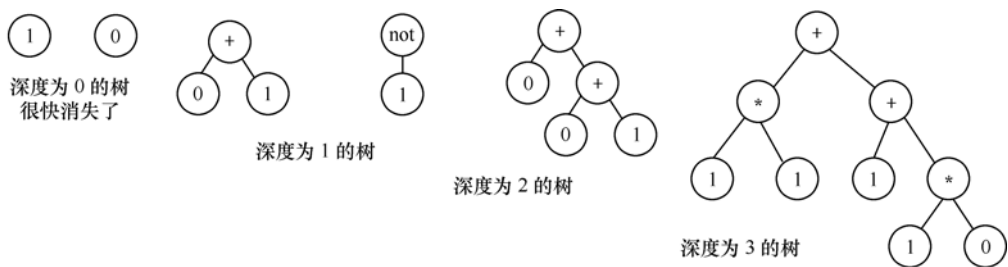 1 0
深度为 0 的树
很快消失了
+
0 1
not
1
深度为 1 的树
+
0 +
0 1
深度为 2 的树
+
* +
1 1 1 *
1 0
深度为 3 的树